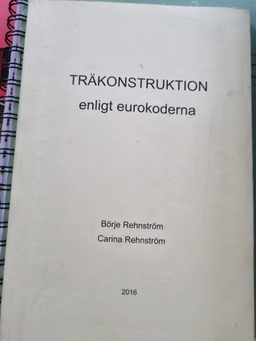 TRÄKONSTRUKTION
enligt eurokoderna
Börje Rehnström
Carina Rehnström
2016